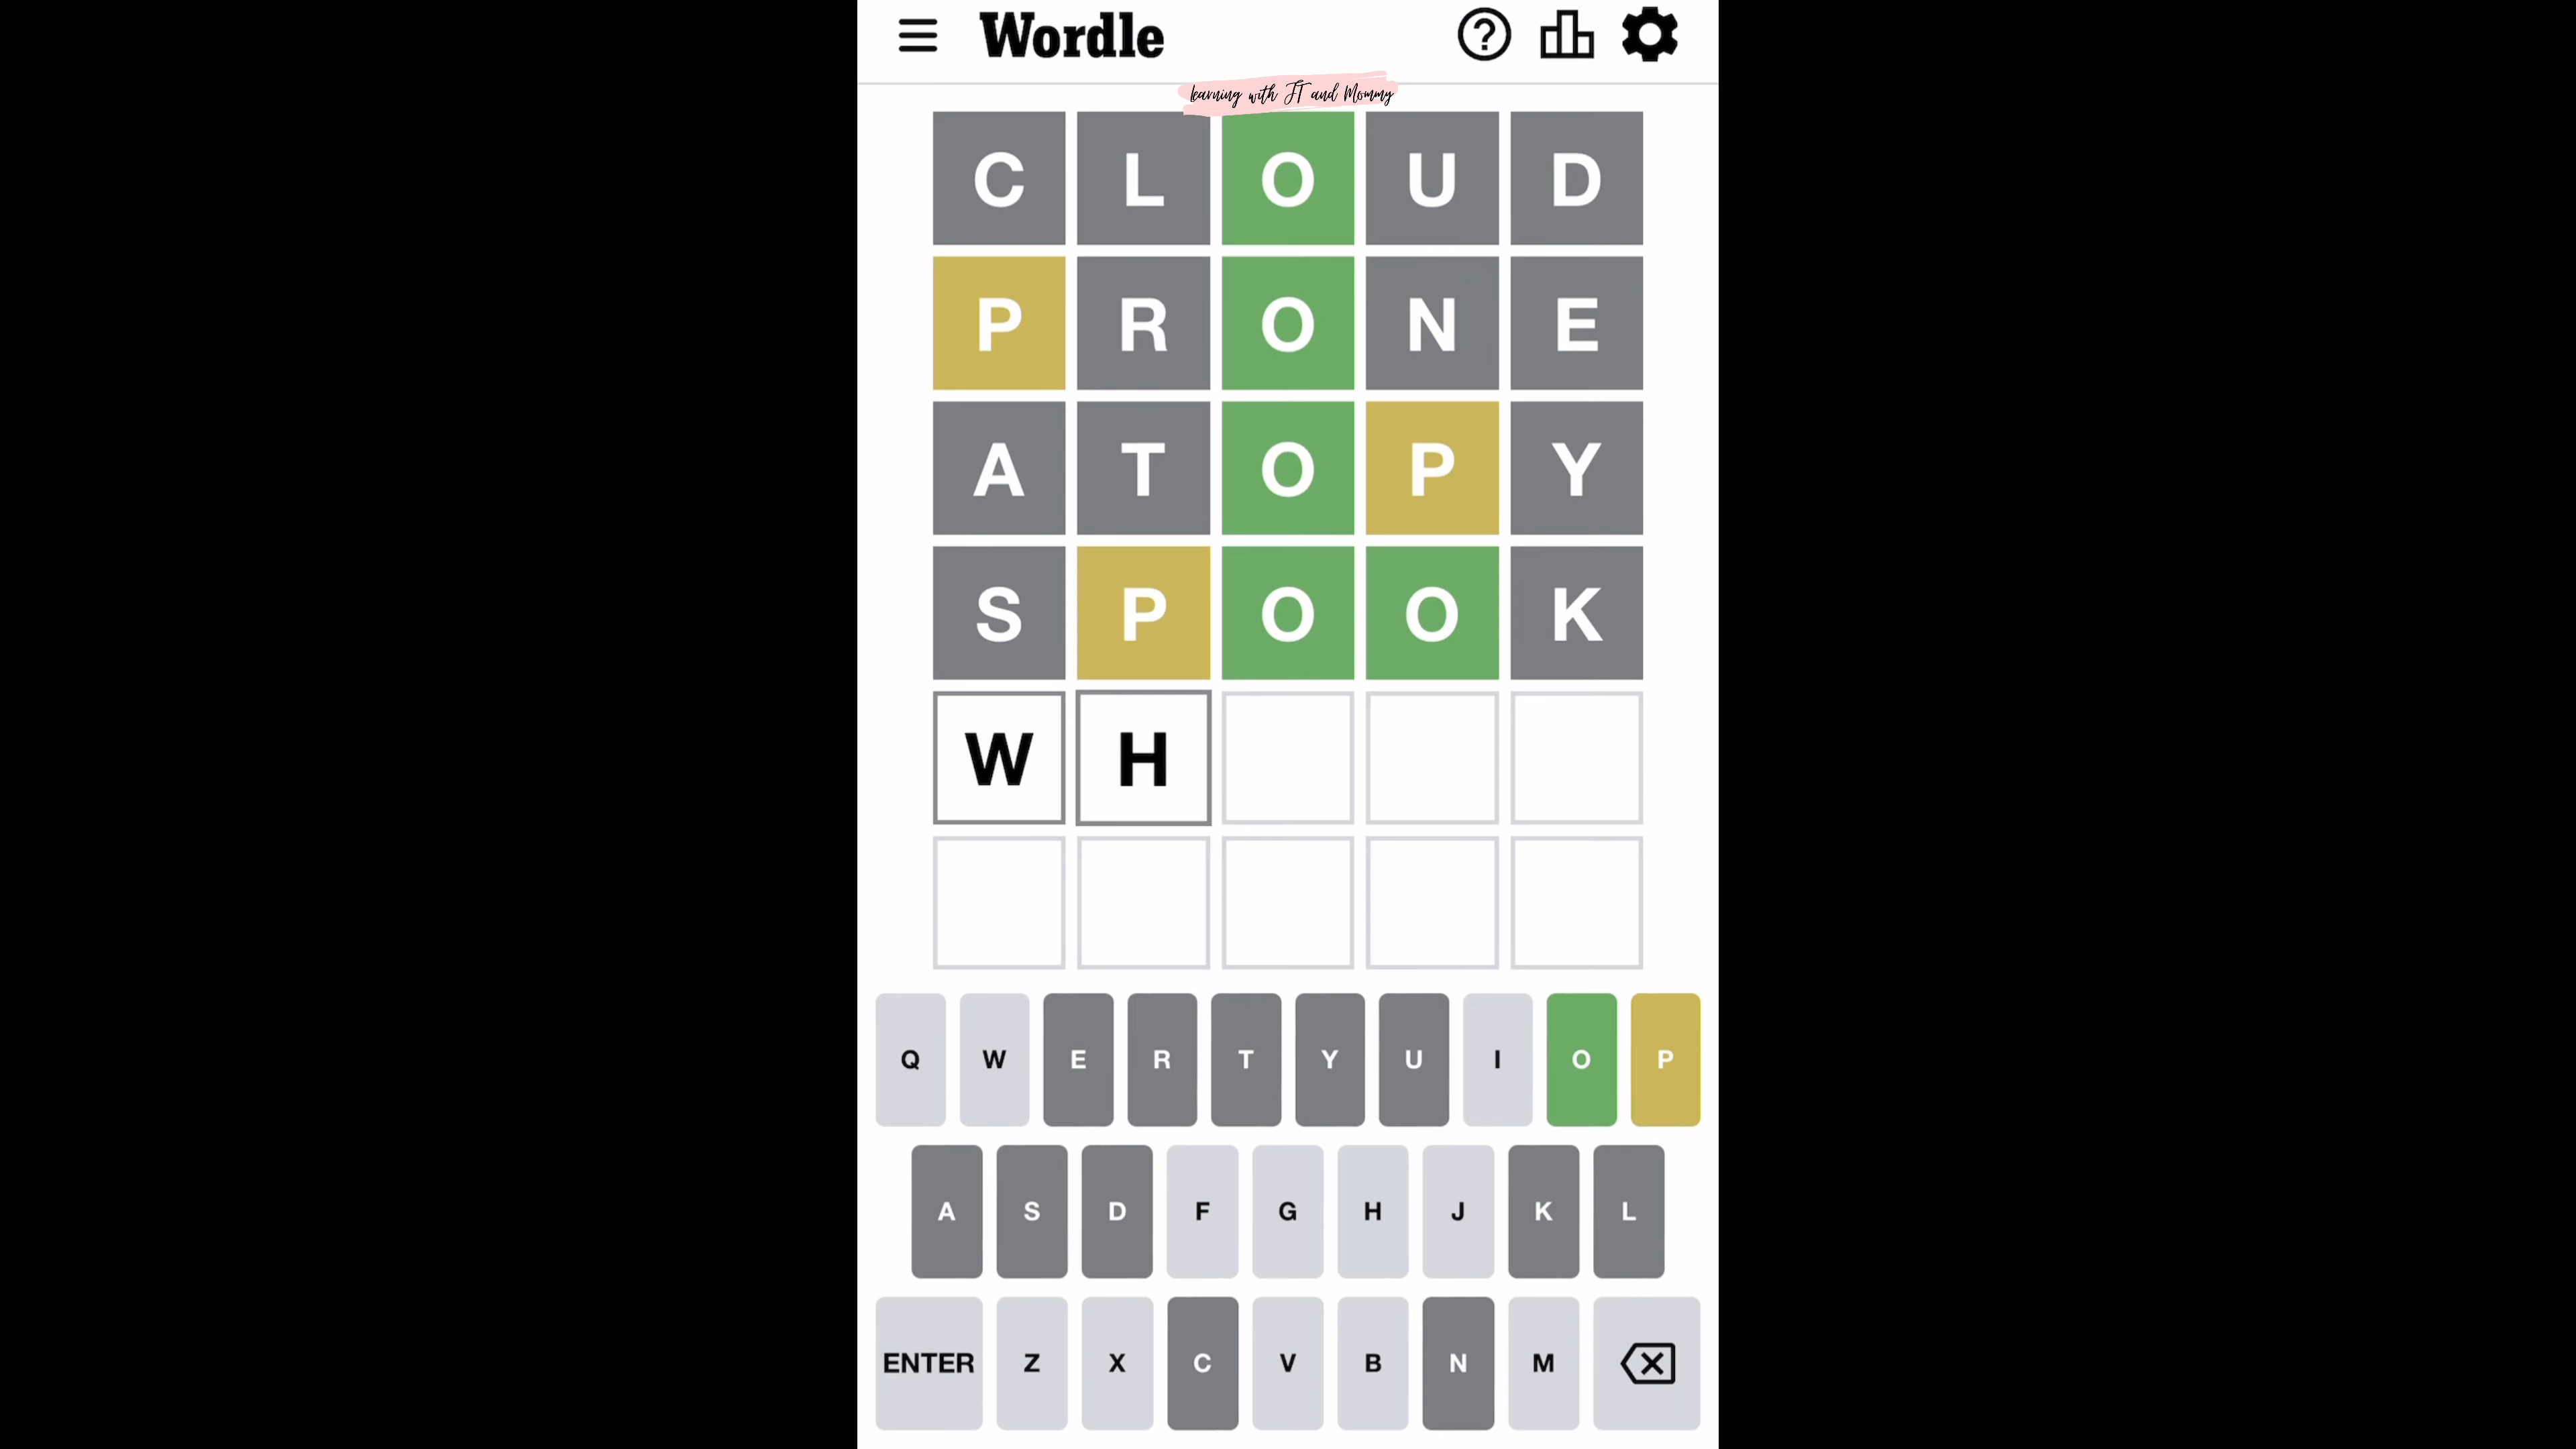 Wordle
learning with JT and Mommy
C L O U D
P R O N E
A T O P Y
S P O O K
W H
Q W E R T Y U I O P
A S D F G H J K L
ENTER Z X C V B N M